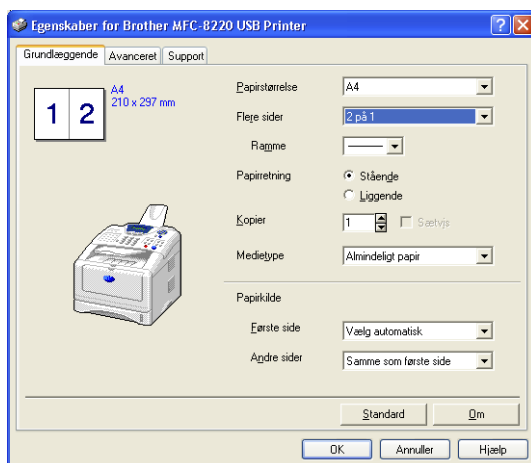 Egenskaber for Brother MFC-8220 USB Printer
Grundlæggende Avanceret Support
A4
210 x 297 mm
1 2
Papirstørrelse A4
Flere sider 2 på 1
Ramme
Papirretning Stående
Liggende
Kopier 1 Sætvis
Medietype Almindeligt papir
Papirkilde
Første side Vælg automatisk
Andre sider Samme som første side
Standard Om
OK Annuller Hjælp